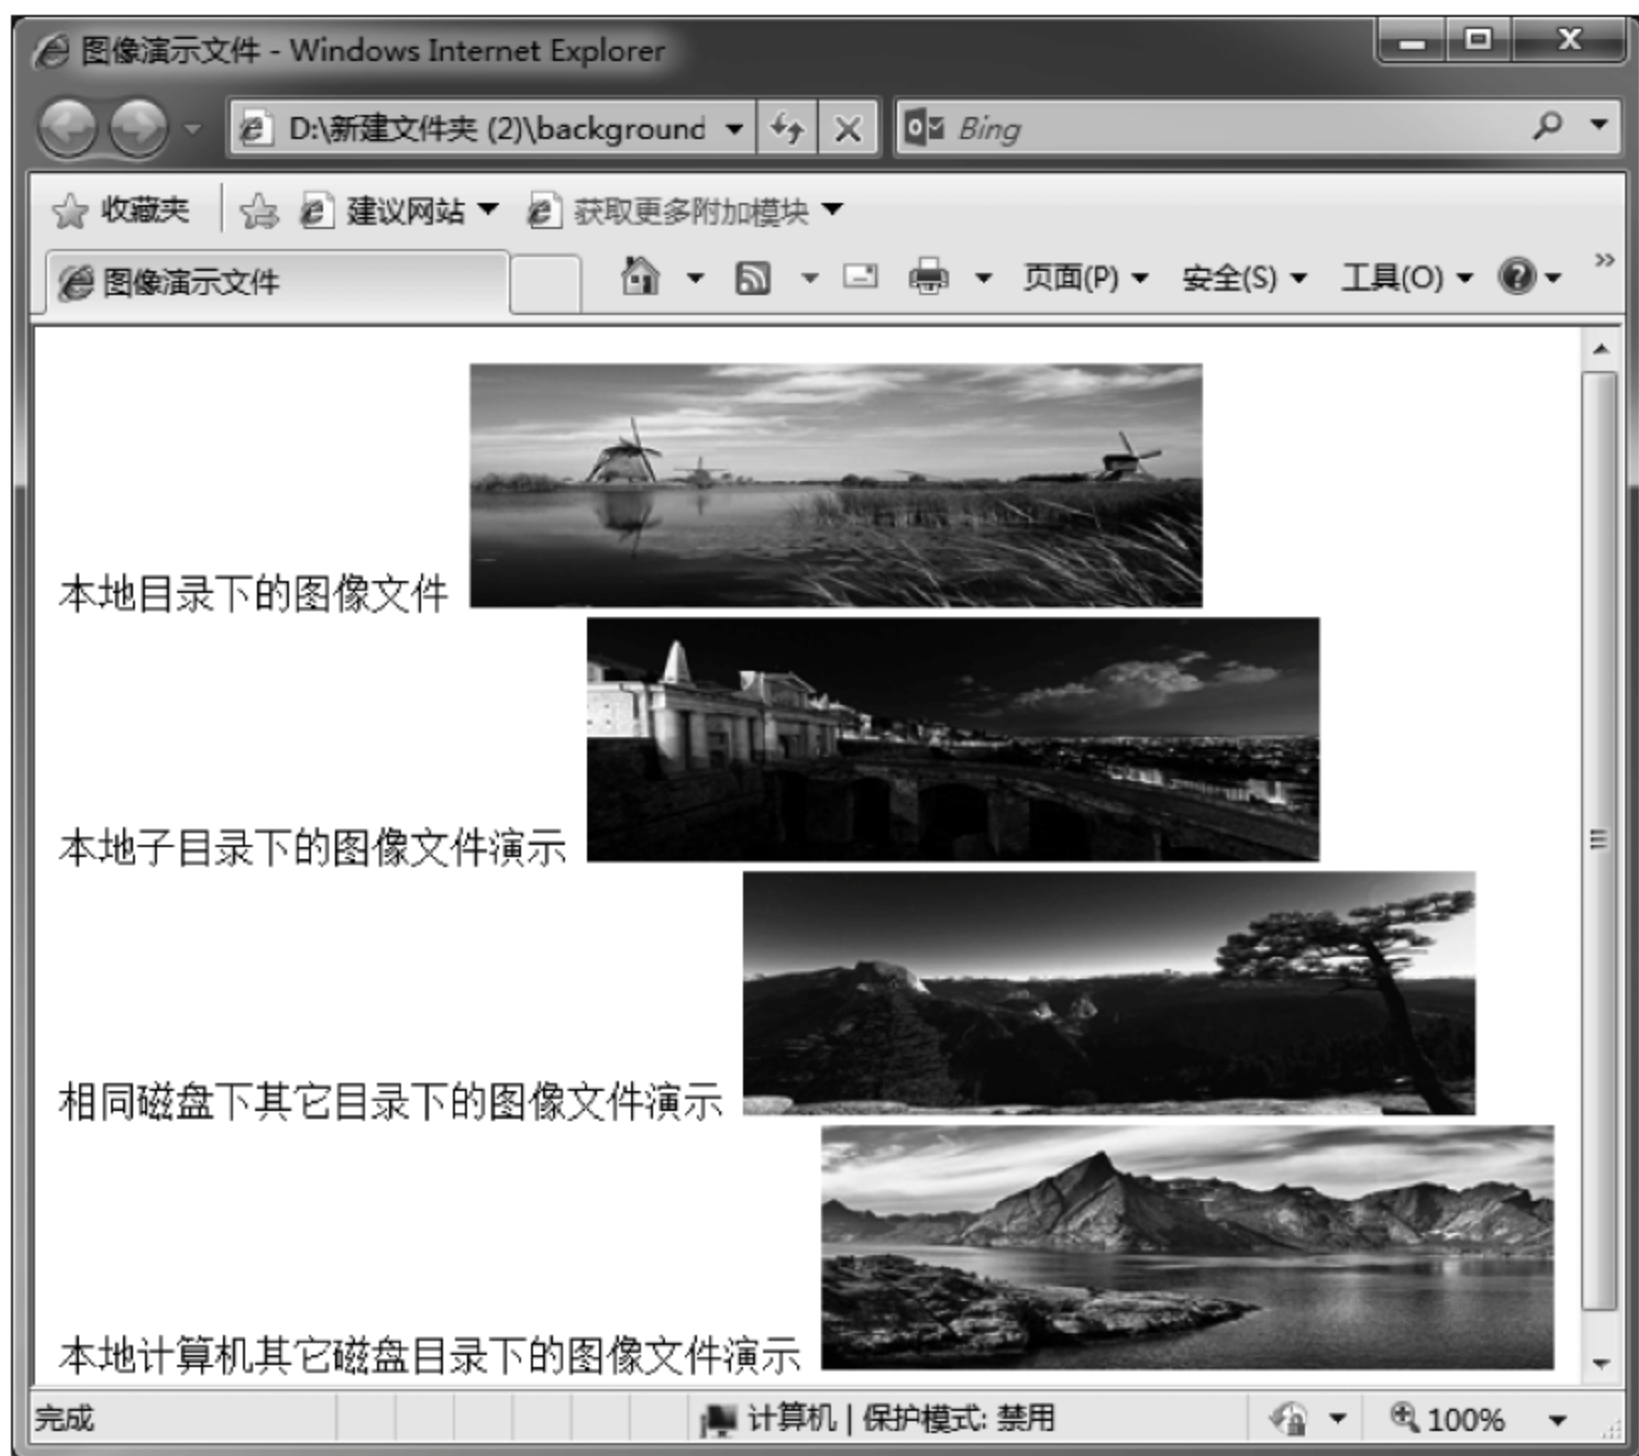 图像演示文件 - Windows Internet Explorer
D:\新建文件夹 (2)\background
Bing
收藏夹 建议网站 获取更多附加模块
图像演示文件 页面(P) 安全(S) 工具(O) »
本地目录下的图像文件
本地子目录下的图像文件演示
相同磁盘下其它目录下的图像文件演示
本地计算机其它磁盘目录下的图像文件演示
完成 计算机 | 保护模式: 禁用 100%